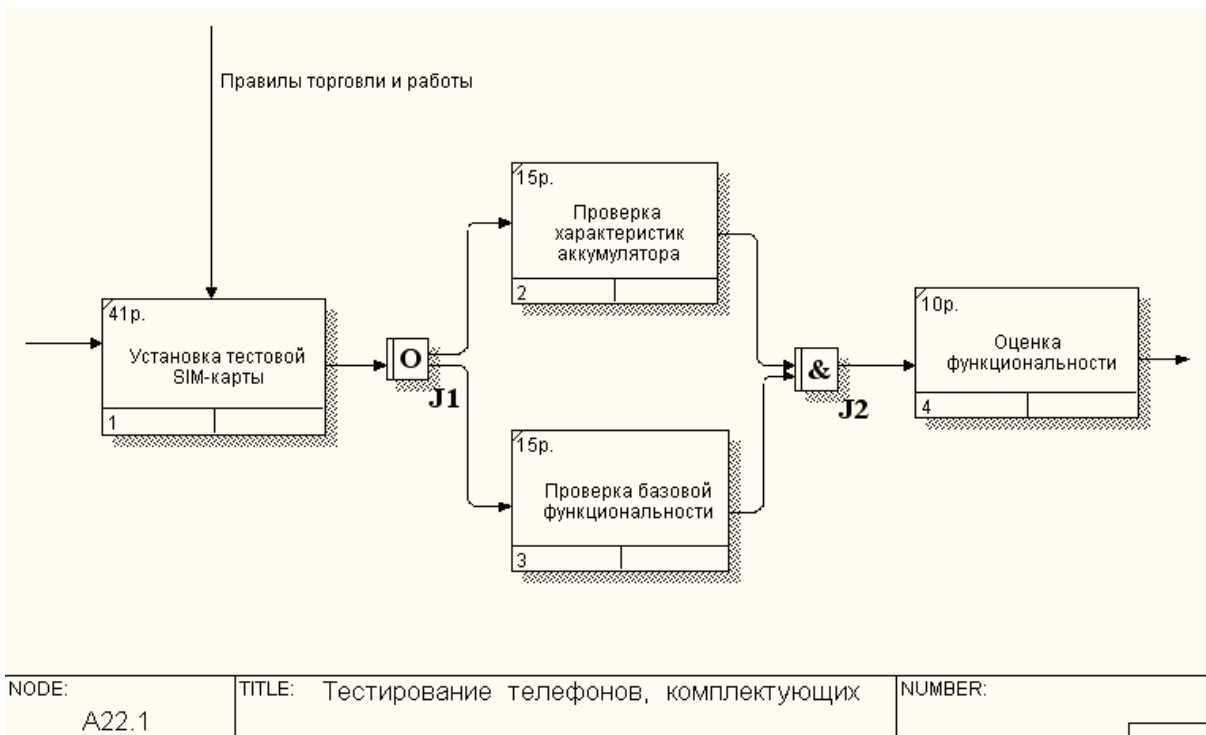 Правилы торговли и работы
15р.
Проверка
характеристик
аккумулятора
2
41р.
Установка тестовой
SIM-карты
1
O
J1
&
J2
10р.
Оценка
функциональности
4
15р.
Проверка базовой
функциональности
3
NODE:
A22.1
TITLE: Тестирование телефонов, комплектующих
NUMBER: